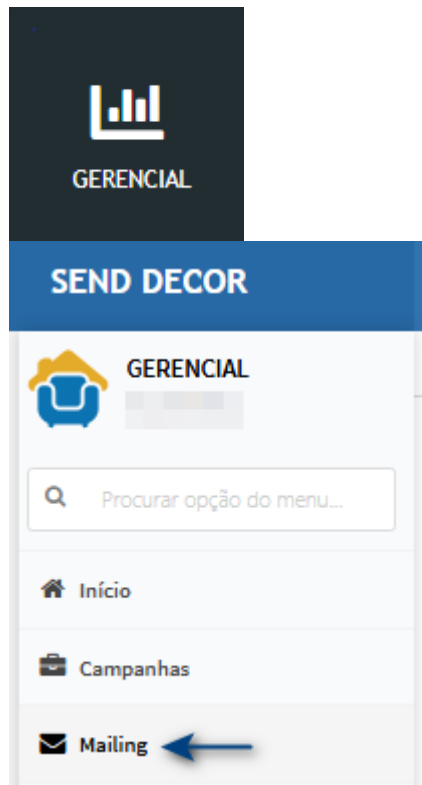 GERENCIAL
SEND DECOR
GERENCIAL
Procurar opção do menu...
Início
Campanhas
Mailing